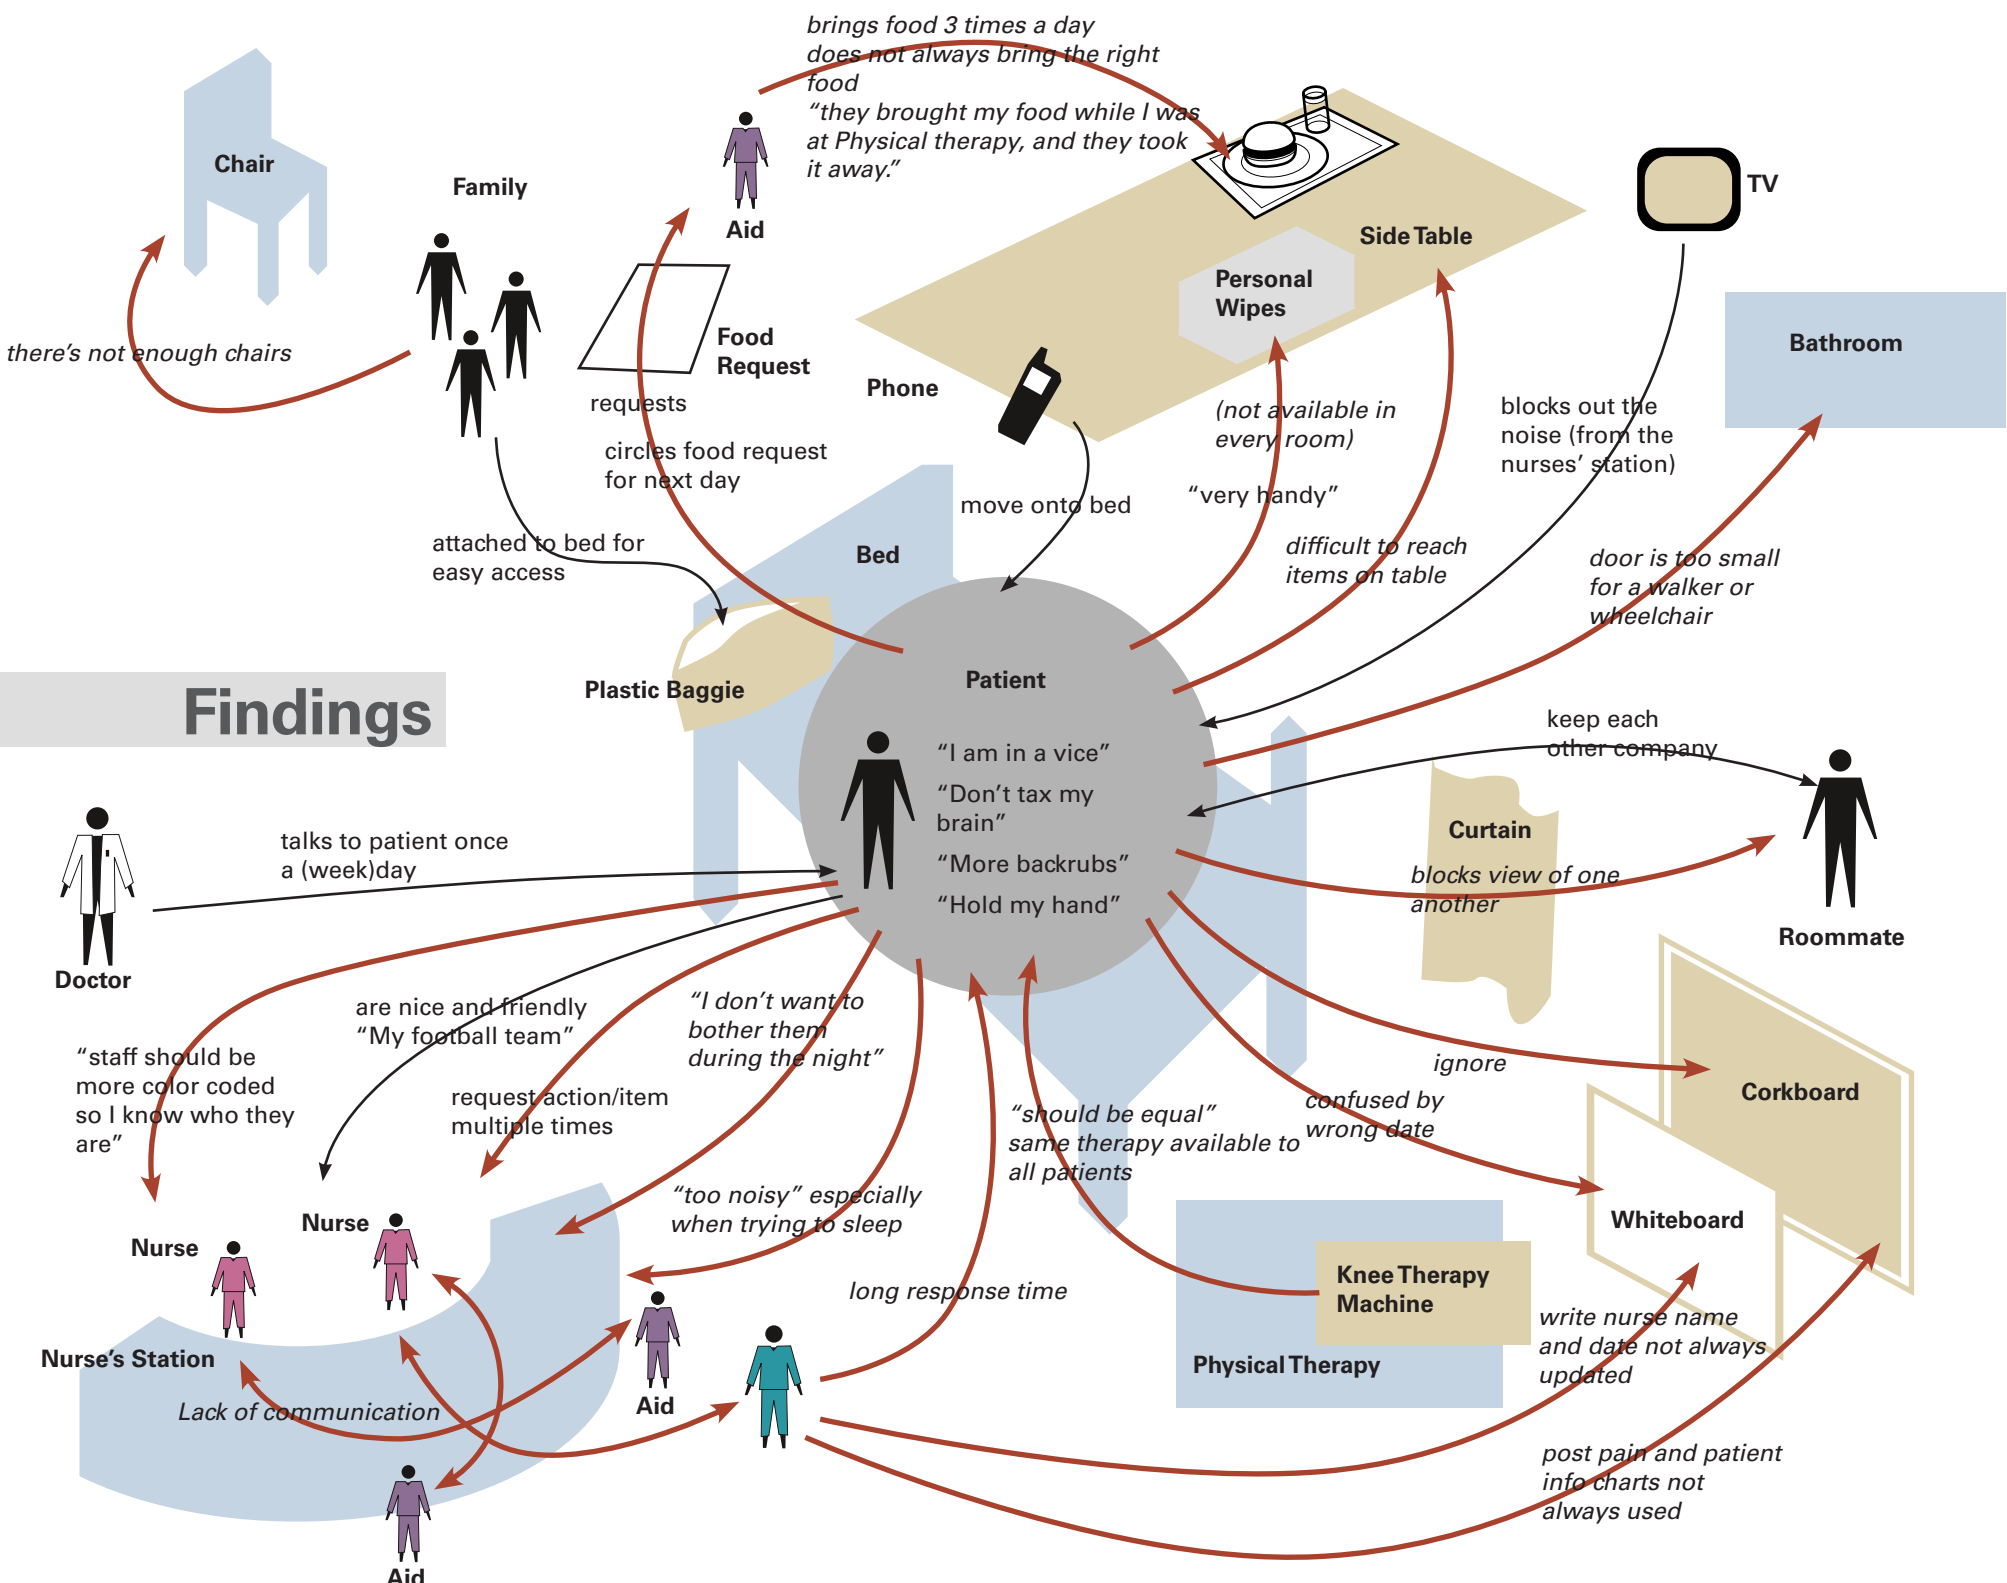 brings food 3 times a day
does not always bring the right
food
“they brought my food while I was
at Physical therapy, and they took
it away.”
Chair
Family
Aid
TV
Side Table
Personal
Wipes
Food
Request
Bathroom
there’s not enough chairs
Phone
requests
circles food request
for next day
(not available in
every room)
“very handy”
blocks out the
noise (from the
nurses’ station)
move onto bed
attached to bed for
easy access
Bed
difficult to reach
items on table
door is too small
for a walker or
wheelchair
Plastic Baggie
Patient
Findings
“I am in a vice”
“Don’t tax my
brain”
“More backrubs”
“Hold my hand”
keep each
other company
Curtain
blocks view of one
another
Roommate
talks to patient once
a (week)day
Doctor
are nice and friendly
“My football team”
“I don’t want to
bother them
during the night”
“staff should be
more color coded
so I know who they
are”
request action/item
multiple times
“should be equal”
same therapy available to
all patients
ignore
confused by
wrong date
Corkboard
“too noisy” especially
when trying to sleep
Whiteboard
Nurse
Nurse
long response time
Knee Therapy
Machine
Physical Therapy
write nurse name
and date not always
updated
Nurse’s Station
Lack of communication
Aid
post pain and patient
info charts not
always used
Aid